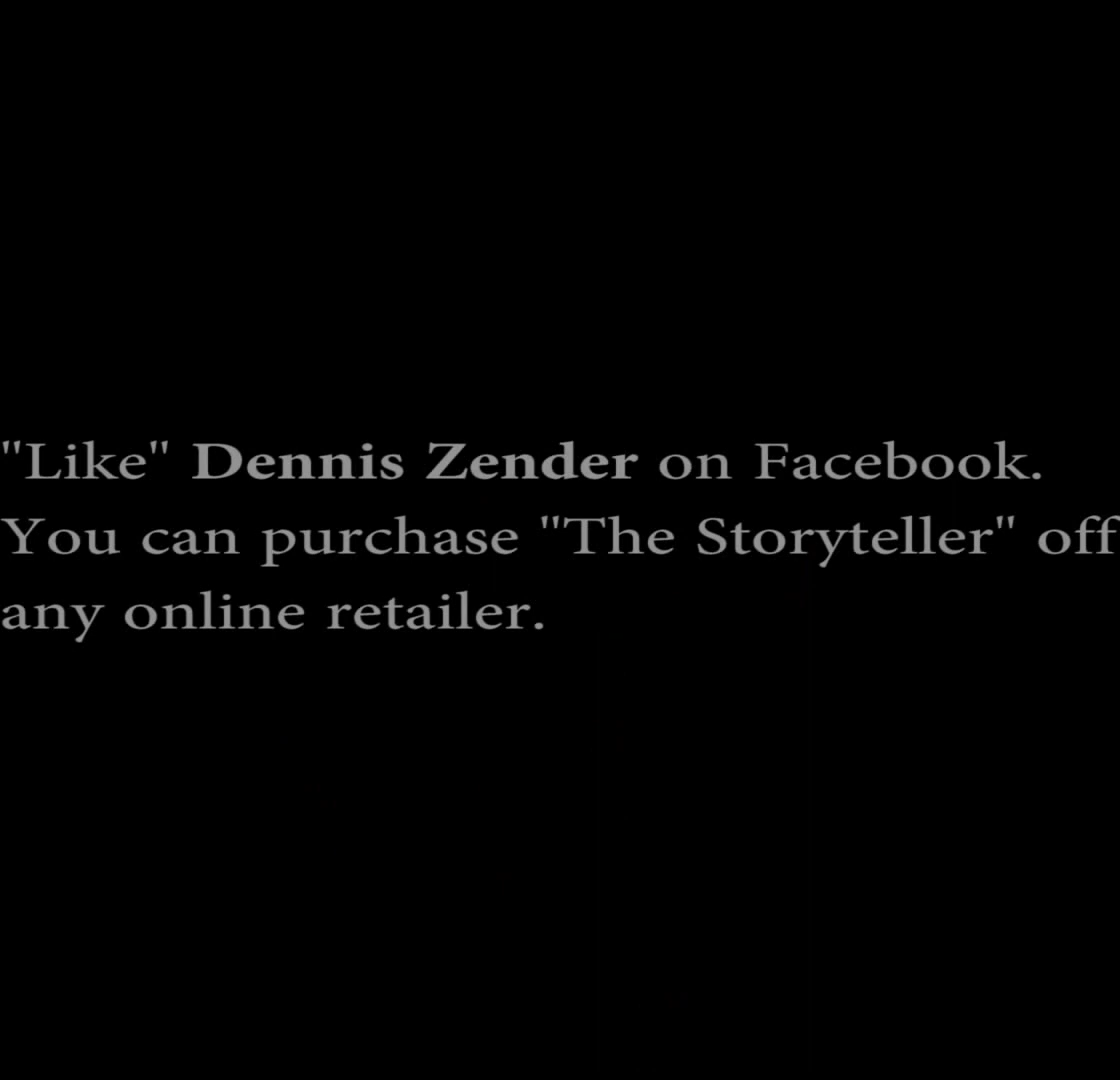 "Like" Dennis Zender on Facebook.
You can purchase "The Storyteller" off
any online retailer.